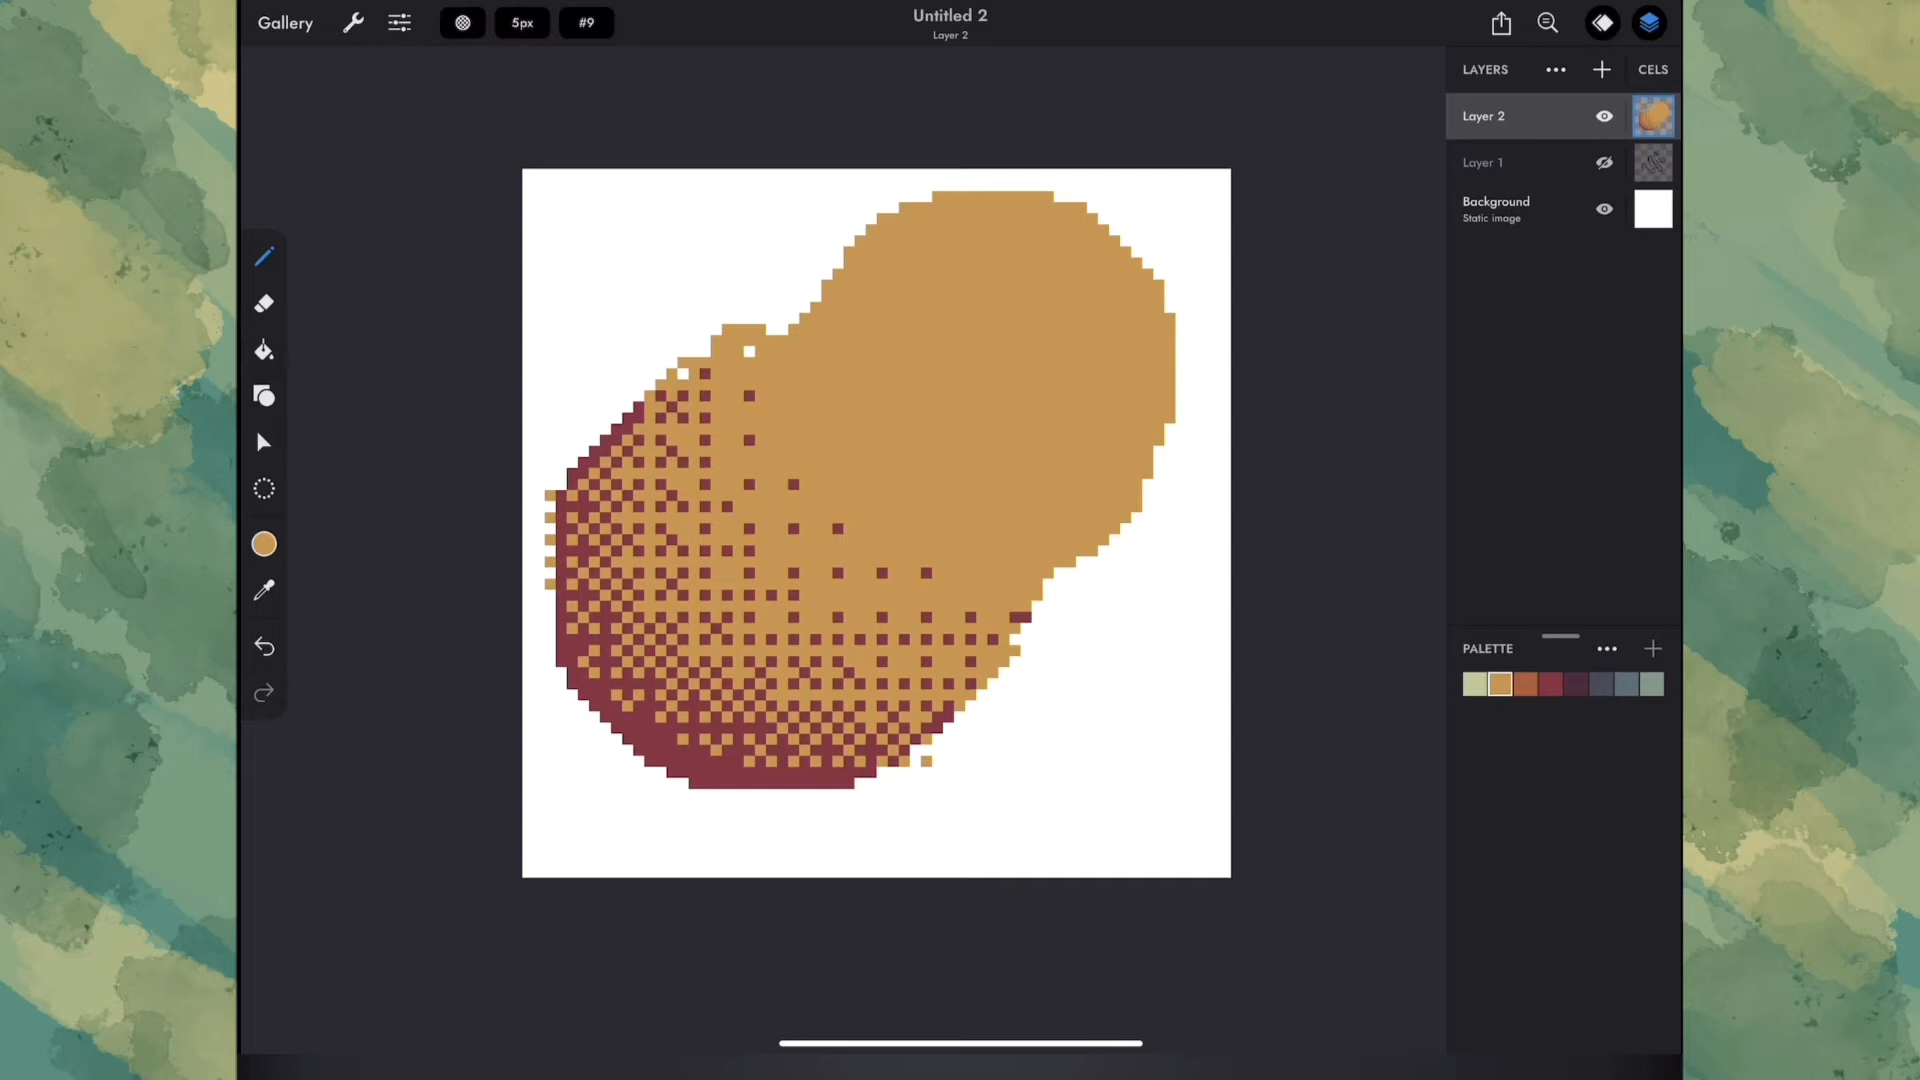 Gallery
5px
#9
Untitled 2
Layer 2
LAYERS
CELS
Layer 2
Layer 1
Background
Static image
PALETTE